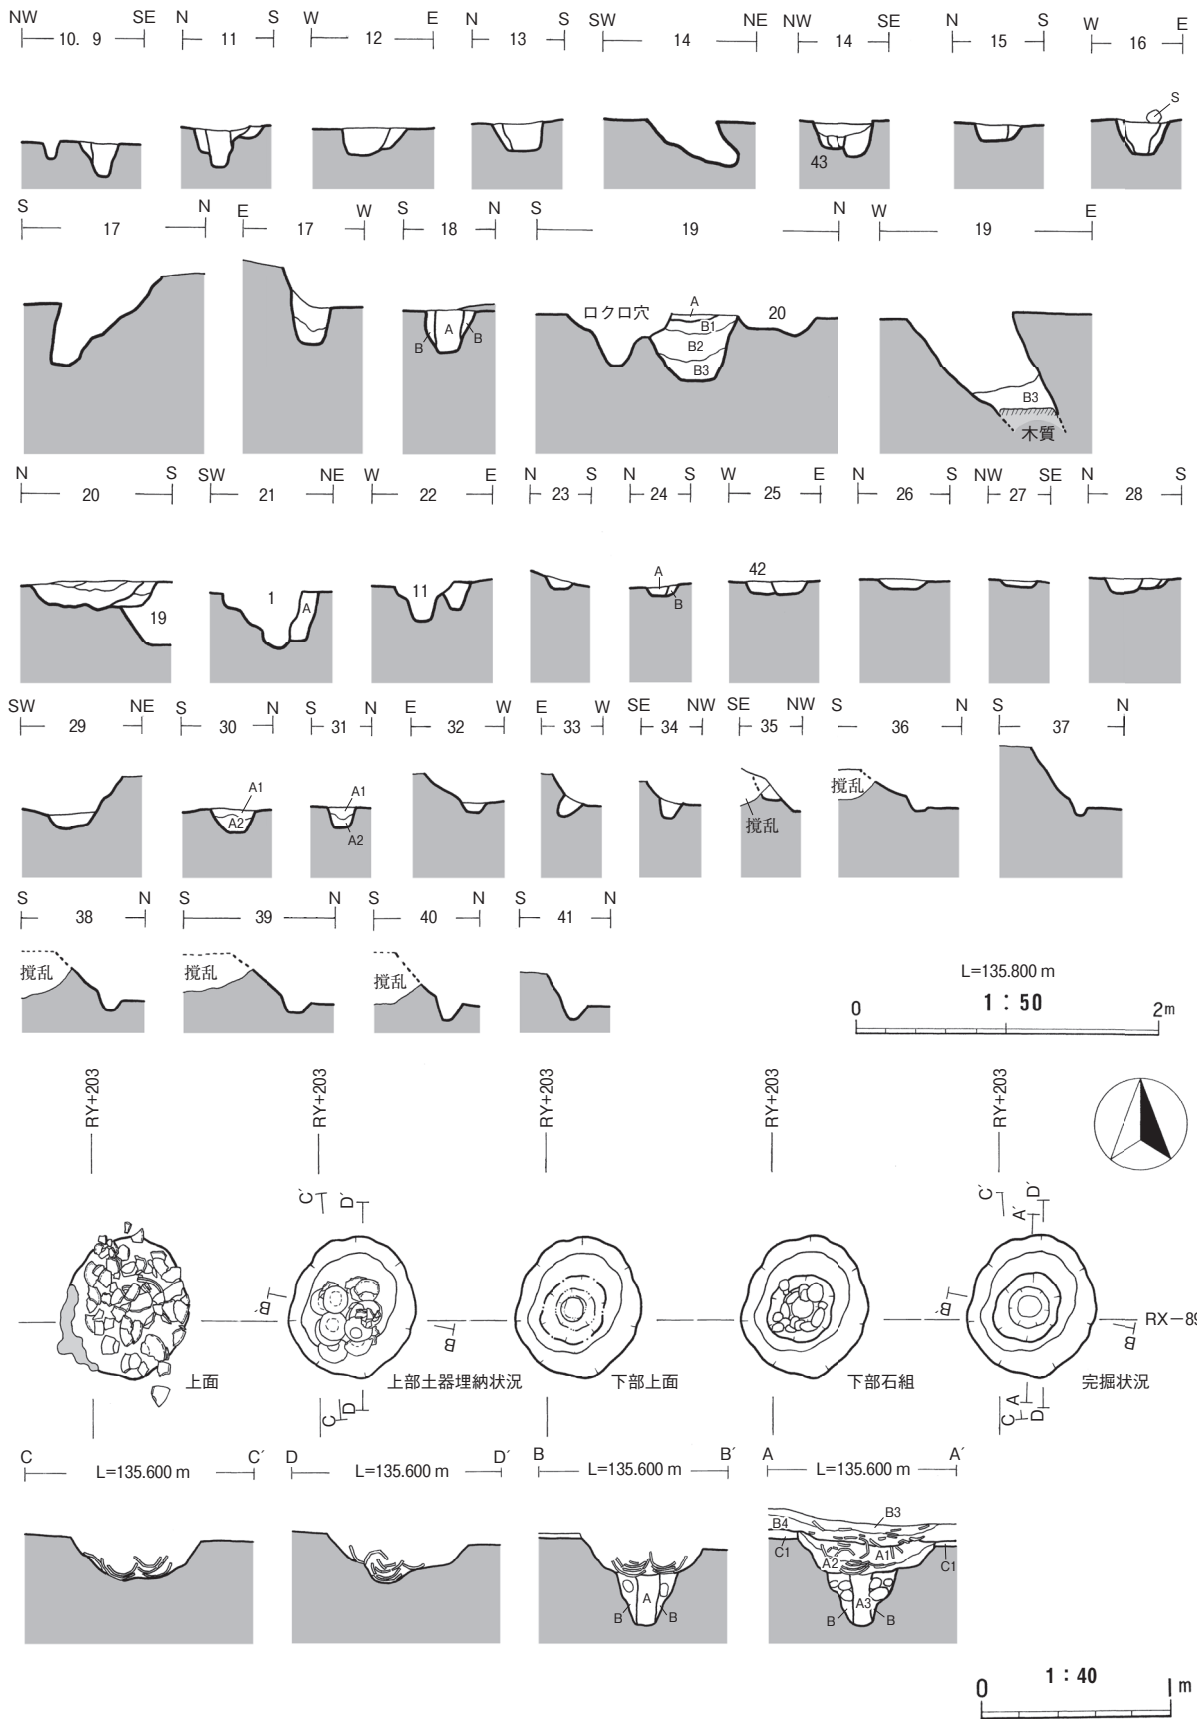 NW SE N S W E N S SW NE NW SE N S W E
10. 9 11 12 13 14 14 15 16
S
43
S N E W S N S N W E
17 17 18 19 19
ロクロ穴 A 20
B1
B A B B2
B3 B3
木質
N S SW NE W E N S N S W E N S NW SE N S
20 21 22 23 24 25 26 27 28
19 1 A 11 A B 42
SW NE S N S N E W E W SE NW SE NW S N S N
29 30 31 32 33 34 35 36 37
A1 A2 A1 A2 撹乱 撹乱
S N S N S N S N
38 39 40 41
撹乱 撹乱 撹乱
L=135.800 m
1：50
0 2m
RY+203 RY+203 RY+203 RY+203 RY+203
C´ D´ C´ D´ A´
B´ B B´ B RX－89
上面 上部土器埋納状況 下部上面 下部石組 完掘状況
C D C A D
C C´ D D´ B B´ A A´
L=135.600 m L=135.600 m L=135.600 m L=135.600 m
B4 B3
C1 A2 A1 C1
B A B B A3 B
1：40
0 1 m